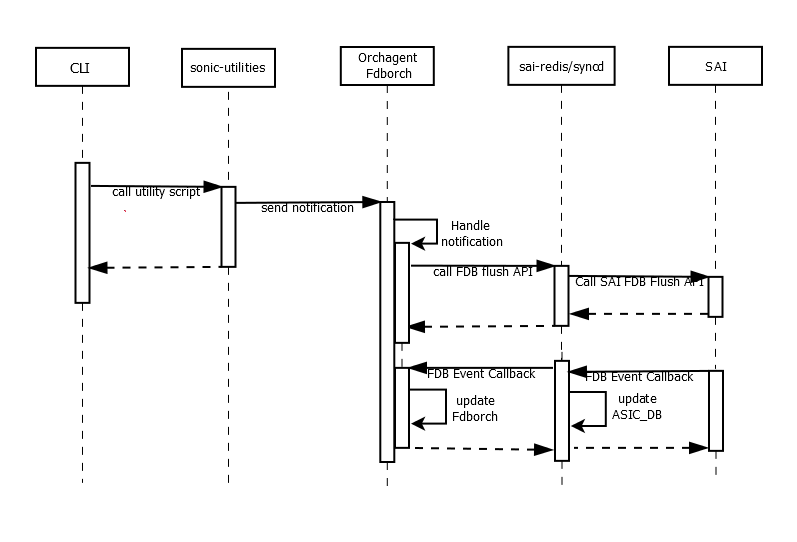 CLI
sonic-utilities
Orchagent
Fdborch
sai-redis/syncd
SAI
call utility script
send notification
Handle
notification
call FDB flush API
Call SAI FDB Flush API
FDB Event Callback
FDB Event Callback
update
Fdborch
update
ASIC_DB